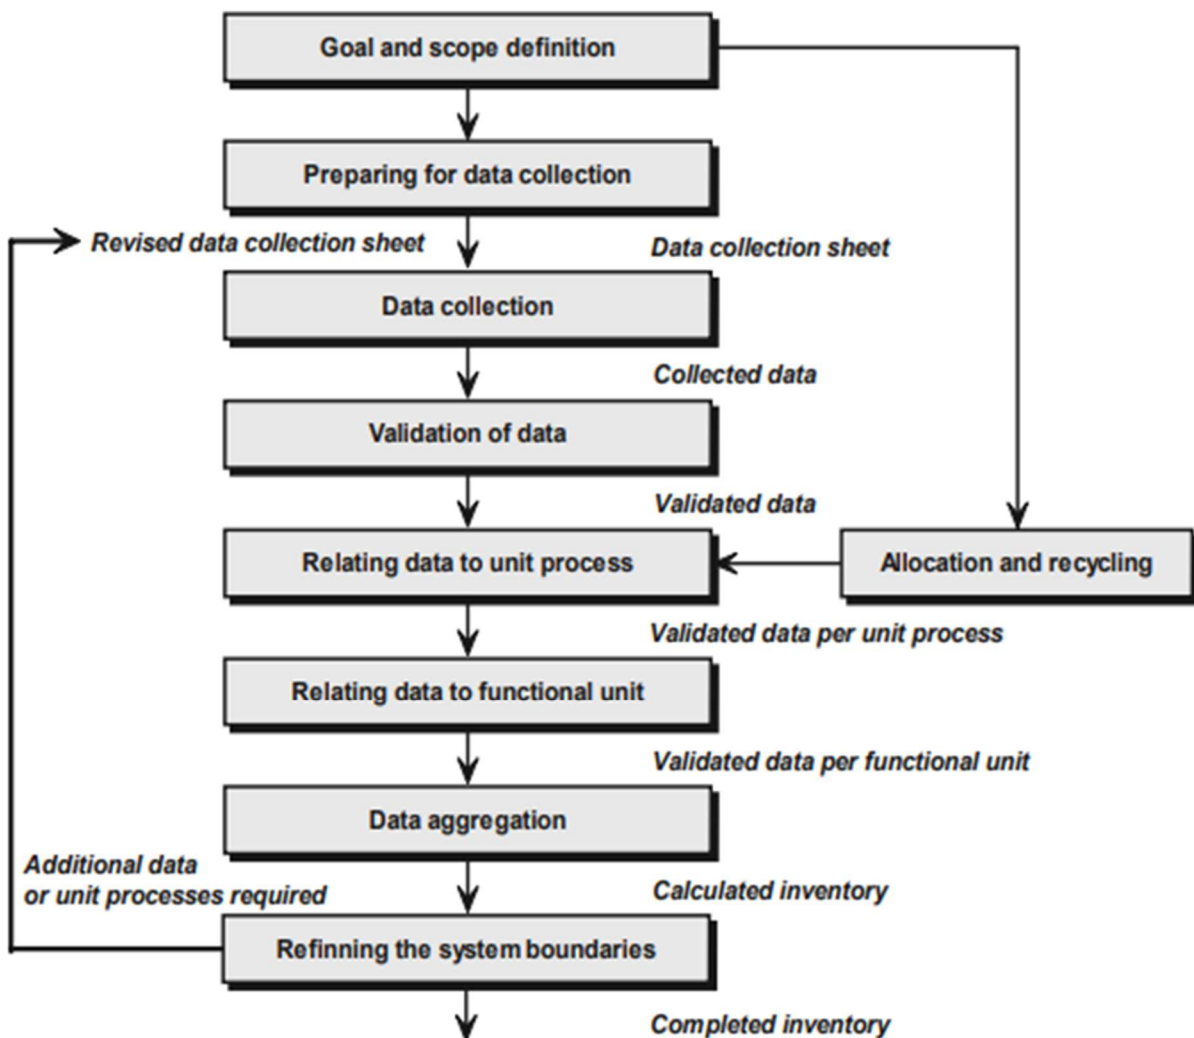 Goal and scope definition
Preparing for data collection
Revised data collection sheet
Data collection sheet
Data collection
Collected data
Validation of data
Validated data
Relating data to unit process
Allocation and recycling
Validated data per unit process
Relating data to functional unit
Validated data per functional unit
Data aggregation
Additional data
or unit processes required
Calculated inventory
Refinning the system boundaries
Completed inventory